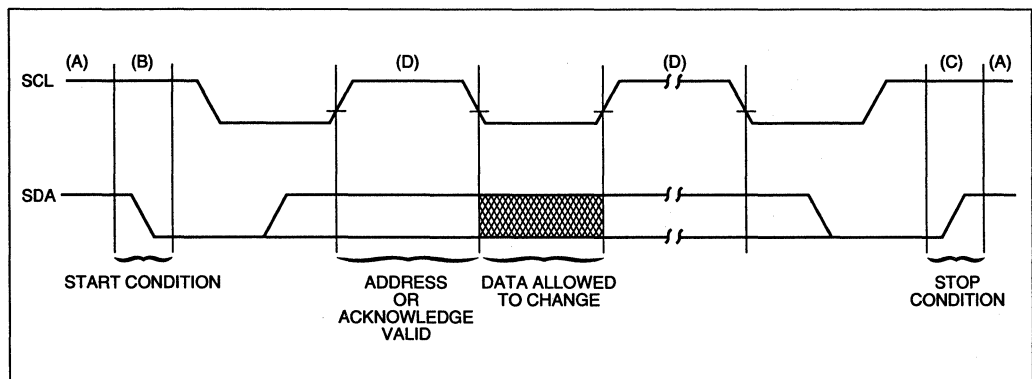 (A) (B) (D) (D) (C) (A)
SCL
SDA
START CONDITION
ADDRESS
OR
ACKNOWLEDGE
VALID
DATA ALLOWED
TO CHANGE
STOP
CONDITION